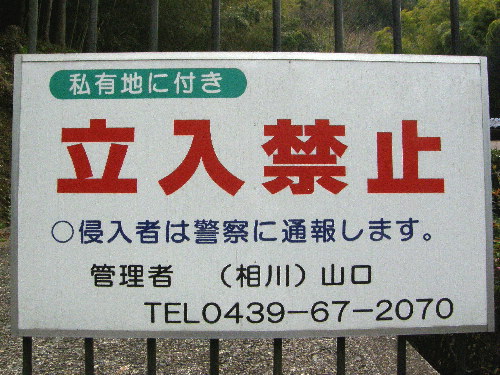 私有地に付き
立入禁止
○侵入者は警察に通報します。
管理者 （相川）山口
TEL0439-67-2070